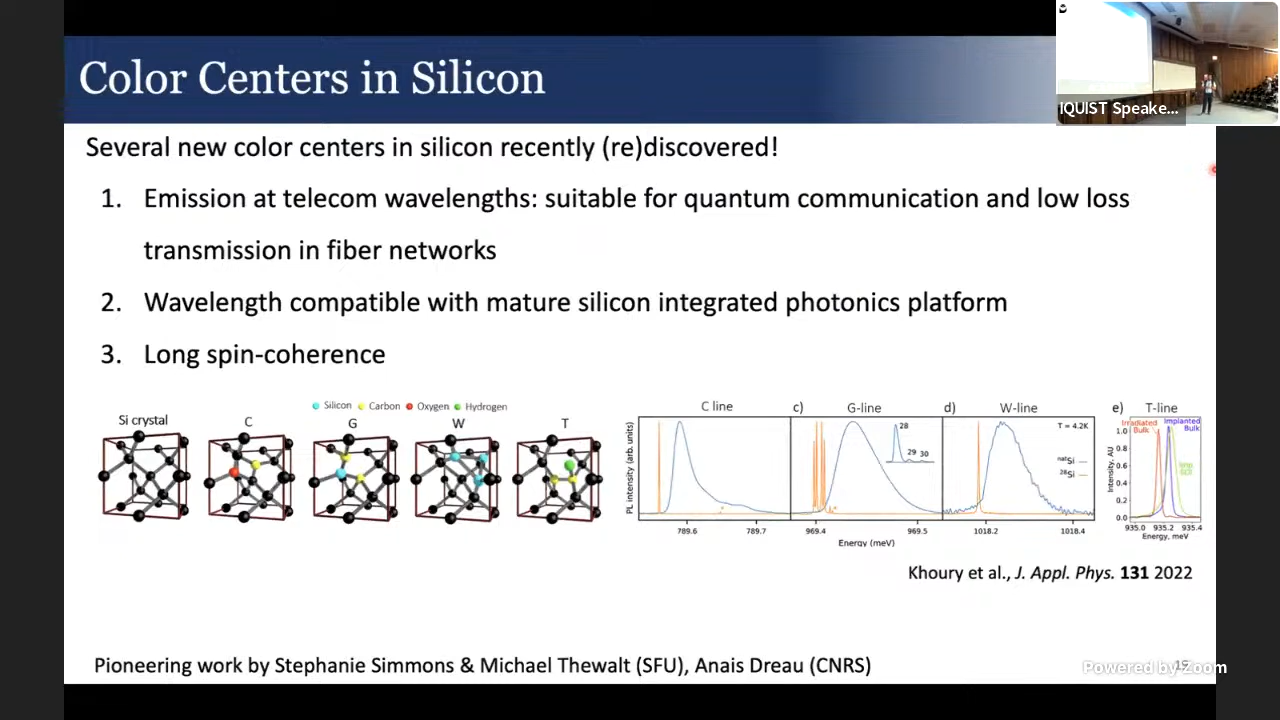 Color Centers in Silicon
IQUIST Speake...
Several new color centers in silicon recently (re)discovered!
1. Emission at telecom wavelengths: suitable for quantum communication and low loss
transmission in fiber networks
2. Wavelength compatible with mature silicon integrated photonics platform
3. Long spin-coherence
Silicon Carbon Oxygen Hydrogen
Si crystal C G W T
C line c) G-line d) W-line e) T-line
PL intensity (arb. units)
28 29 30
T = 4.2K
natSi
28Si
789.6 789.7 969.4 969.5 1018.2 1018.4
Energy (meV)
Irradiated Bulk
Implanted Bulk
Intensity, AU
1.0
0.8
0.6
0.4
0.2
0.0
935.0 935.2 935.4
Energy, meV
Khoury et al., J. Appl. Phys. 131 2022
Pioneering work by Stephanie Simmons & Michael Thewalt (SFU), Anais Dreau (CNRS)
Powered by Zoom